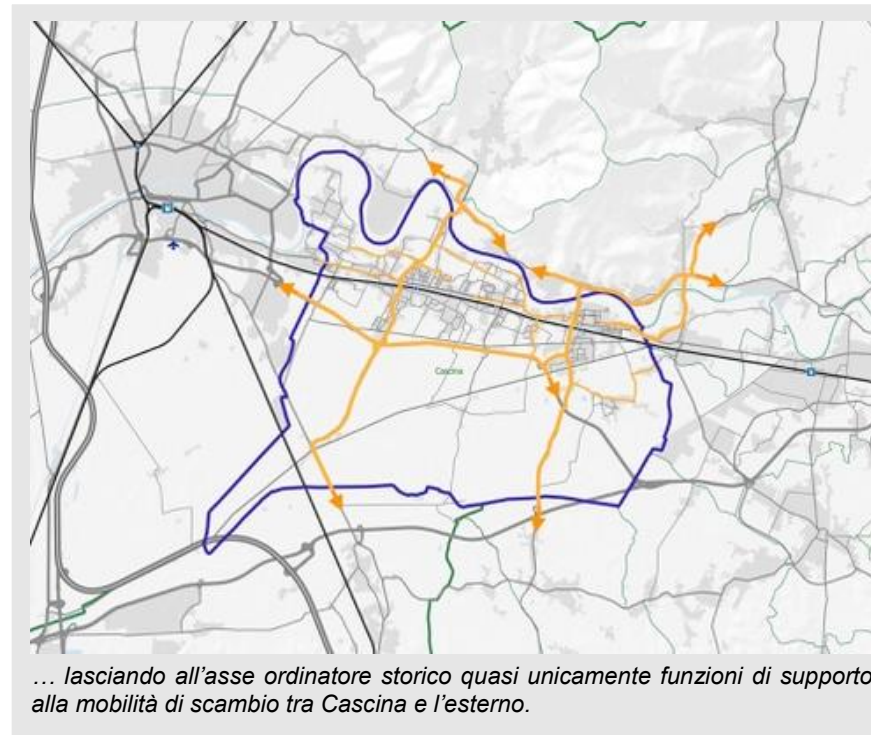 Cascina
… lasciando all’asse ordinatore storico quasi unicamente funzioni di supporto
alla mobilità di scambio tra Cascina e l’esterno.